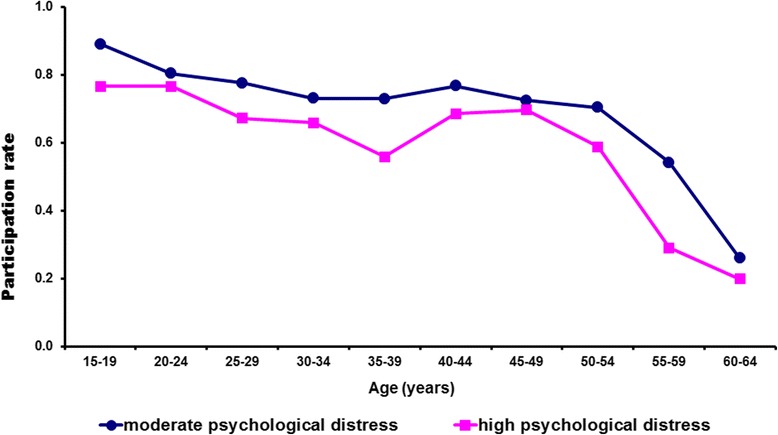 1.0
0.8
0.6
0.4
0.2
0.0
Participation rate
15-19 20-24 25-29 30-34 35-39 40-44 45-49 50-54 55-59 60-64
Age (years)
moderate psychological distress high psychological distress